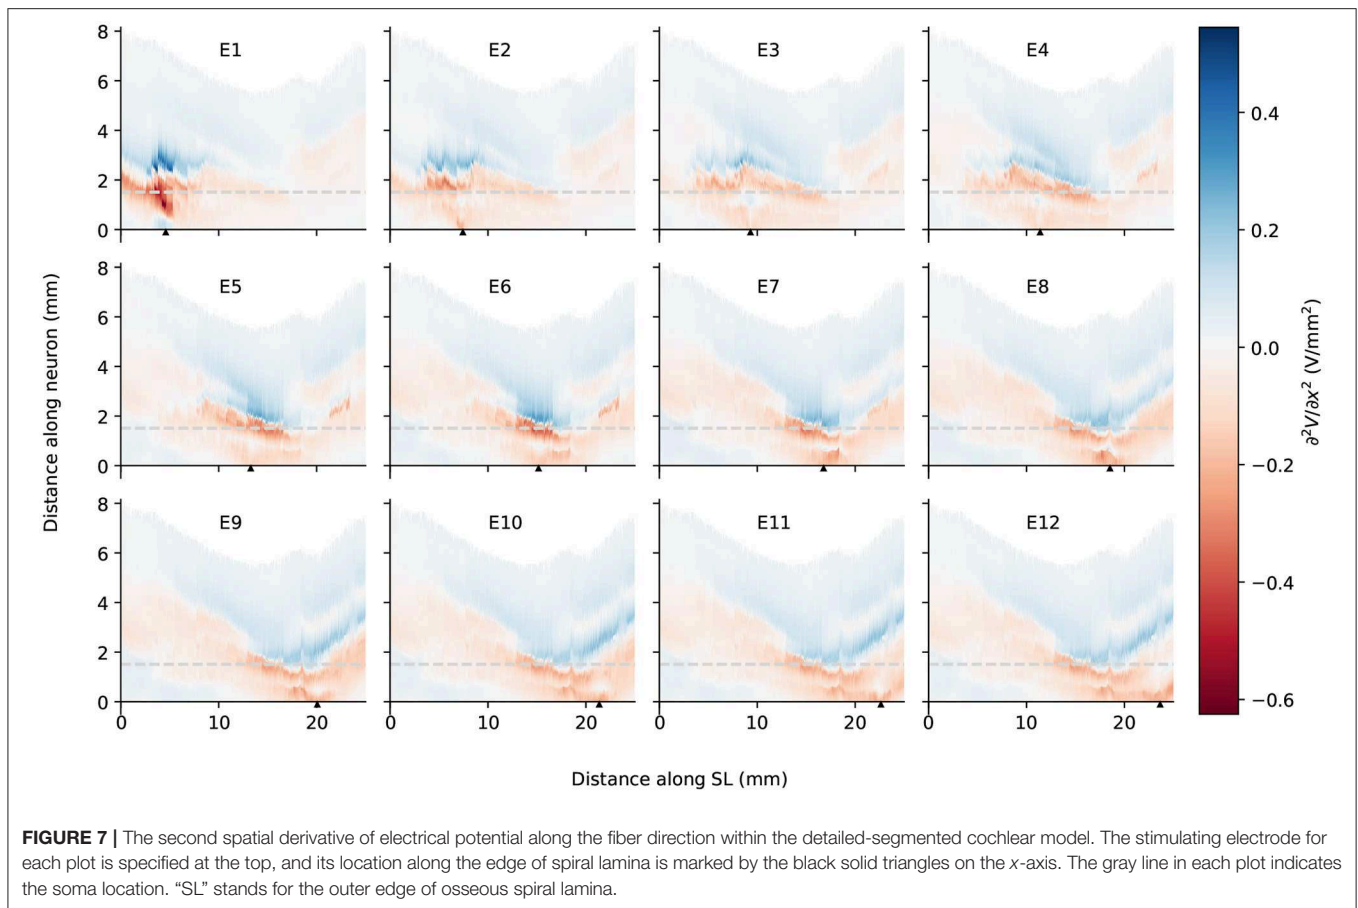 E1
E2
E3
E4
8
6
4
2
0
E5
E6
E7
E8
8
6
4
2
0
E9
E10
E11
E12
8
6
4
2
0
0 10 20
0 10 20
0 10 20
0 10 20
Distance along neuron (mm)
Distance along SL (mm)
0.4
0.2
0.0
−0.2
−0.4
−0.6
∂²V/∂x² (V/mm²)
FIGURE 7 | The second spatial derivative of electrical potential along the fiber direction within the detailed-segmented cochlear model. The stimulating electrode for
each plot is specified at the top, and its location along the edge of spiral lamina is marked by the black solid triangles on the x-axis. The gray line in each plot indicates
the soma location. “SL” stands for the outer edge of osseous spiral lamina.